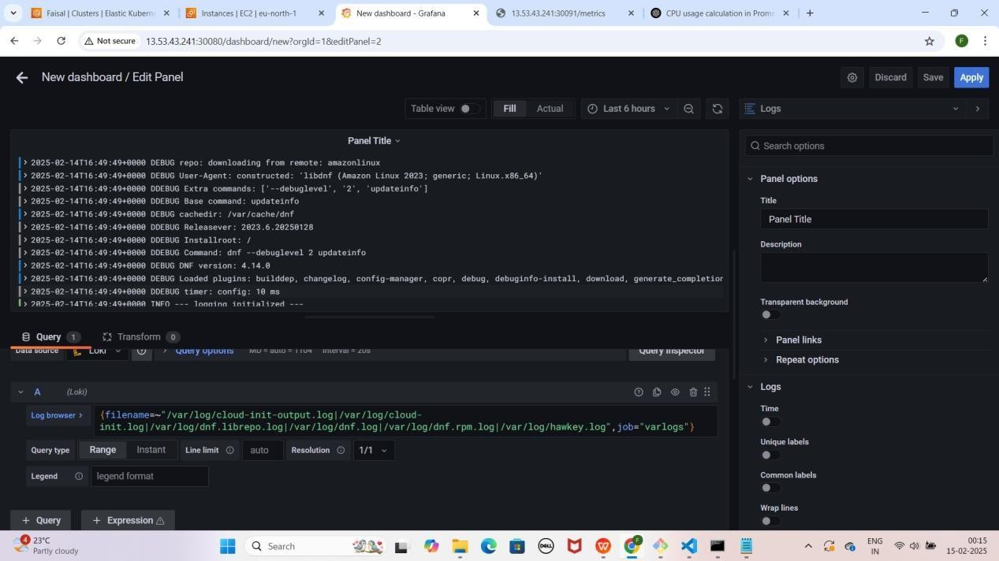 Faisal | Clusters | Elastic Kubern
Instances | EC2 | eu-north-1
New dashboard - Grafana
13.53.43.241:30091/metrics
CPU usage calculation in Prome
Not secure
13.53.43.241:30080/dashboard/new?orgId=1&editPanel=2
F
New dashboard / Edit Panel
Discard
Save
Apply
Table view
Fill
Actual
Last 6 hours
Logs
Panel Title
Search options
2025-02-14T16:49:49+0000 DEBUG repo: downloading from remote: amazonlinux
2025-02-14T16:49:49+0000 DEBUG User-Agent: constructed: 'libdnf (Amazon Linux 2023; generic; Linux.x86_64)'
2025-02-14T16:49:49+0000 DDEBUG Extra commands: ['--debuglevel', '2', 'updateinfo']
2025-02-14T16:49:49+0000 DDEBUG Base command: updateinfo
2025-02-14T16:49:49+0000 DEBUG cachedir: /var/cache/dnf
2025-02-14T16:49:49+0000 DDEBUG Releasever: 2023.6.20250128
2025-02-14T16:49:49+0000 DDEBUG Installroot: /
2025-02-14T16:49:49+0000 DDEBUG Command: dnf --debuglevel 2 updateinfo
2025-02-14T16:49:49+0000 DEBUG DNF version: 4.14.0
2025-02-14T16:49:49+0000 DEBUG Loaded plugins: builddep, changelog, config-manager, copr, debug, debuginfo-install, download, generate_completion
2025-02-14T16:49:49+0000 DDEBUG timer: config: 10 ms
2025-02-14T16:49:49+0000 INFO --- logging initialized ---
Panel options
Title
Panel Title
Description
Transparent background
Panel links
Repeat options
Logs
Time
Unique labels
Common labels
Wrap lines
Query 1
Transform 0
Data source
Loki
Query options
MD = auto = 1104
Interval = 20s
Query inspector
A
(Loki)
Log browser
{filename=~"/var/log/cloud-init-output.log|/var/log/cloud-
init.log|/var/log/dnf.librepo.log|/var/log/dnf.log|/var/log/dnf.rpm.log|/var/log/hawkey.log",job="varlogs"}
Query type
Range
Instant
Line limit
auto
Resolution
1/1
Legend
legend format
+ Query
+ Expression
4
23°C
Partly cloudy
Search
DELL
F
ENG
IN
00:15
15-02-2025